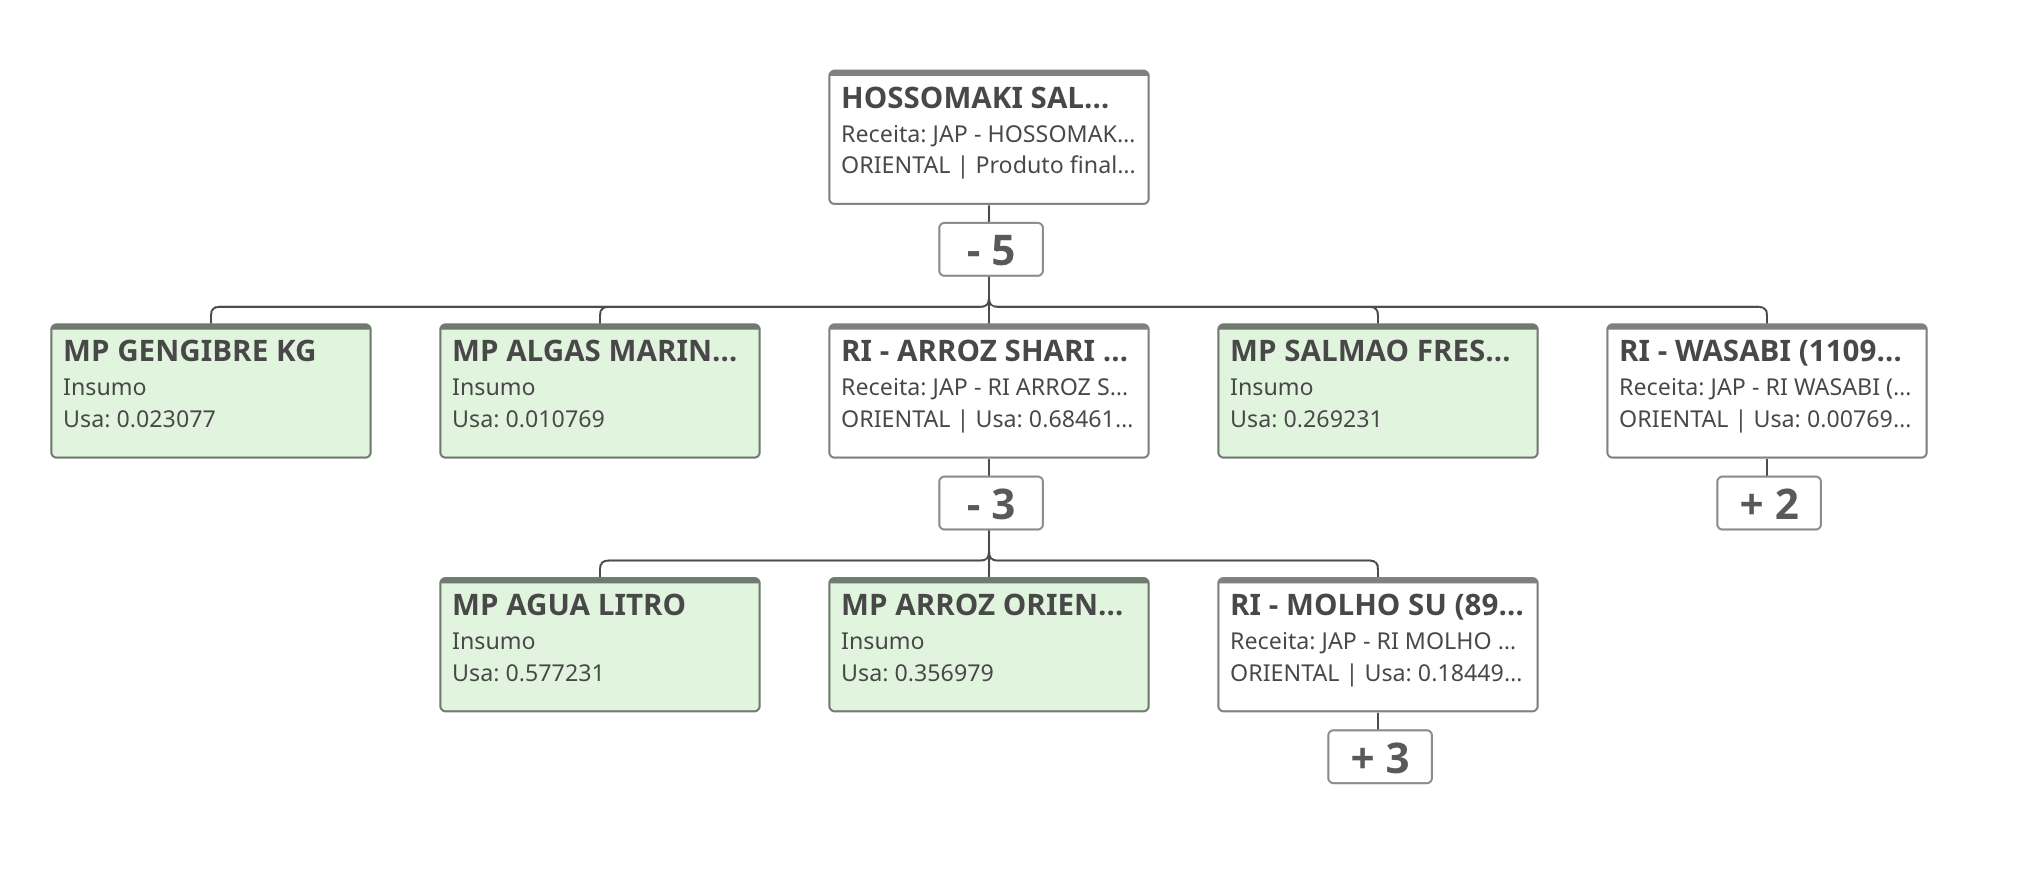 HOSSOMAKI SAL...
Receita: JAP - HOSSOMAK...
ORIENTAL | Produto final...
- 5
MP GENGIBRE KG
Insumo
Usa: 0.023077
MP ALGAS MARIN...
Insumo
Usa: 0.010769
RI - ARROZ SHARI ...
Receita: JAP - RI ARROZ S...
ORIENTAL | Usa: 0.68461...
MP SALMAO FRES...
Insumo
Usa: 0.269231
RI - WASABI (1109...
Receita: JAP - RI WASABI (...
ORIENTAL | Usa: 0.00769...
- 3
+ 2
MP AGUA LITRO
Insumo
Usa: 0.577231
MP ARROZ ORIEN...
Insumo
Usa: 0.356979
RI - MOLHO SU (89...
Receita: JAP - RI MOLHO ...
ORIENTAL | Usa: 0.18449...
+ 3